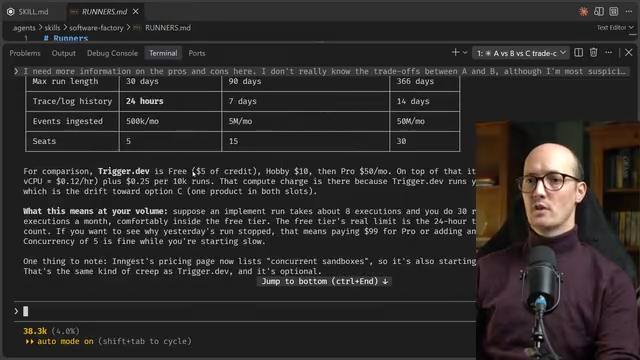 SKILL.md
RUNNERS.md
.agents > skills > software-factory >
# Runners
Problems Output Debug Console Terminal Ports
1: * A vs B vs C trade-c
Text Editor
> I need more information on the pros and cons here. I don't really know the trade-offs between A and B, although I'm most suspici…
Max run length 30 days 90 days 366 days
Trace/log history 24 hours 7 days 14 days
Events ingested 500k/mo 5M/mo 50M/mo
Seats 5 15 30
For comparison, Trigger.dev is Free ($5 of credit), Hobby $10, then Pro $50/mo. On top of that it
vCPU = $0.12/hr) plus $0.25 per 10k runs. That compute charge is there because Trigger.dev runs
which is the drift toward option C (one product in both slots).
What this means at your volume: suppose an implement run takes about 8 executions and you do 30
executions a month, comfortably inside the free tier. The free tier's real limit is the 24-hour
count. If you want to see why yesterday's run stopped, that means paying $99 for Pro or adding
Concurrency of 5 is fine while you're starting slow.
One thing to note: Inngest's pricing page now lists "concurrent sandboxes", so it's also starting
That's the same kind of creep as Trigger.dev, and it's optional.
Jump to bottom (ctrl+End) ↓
>
38.3k (4.0%)
auto mode on (shift+tab to cycle)